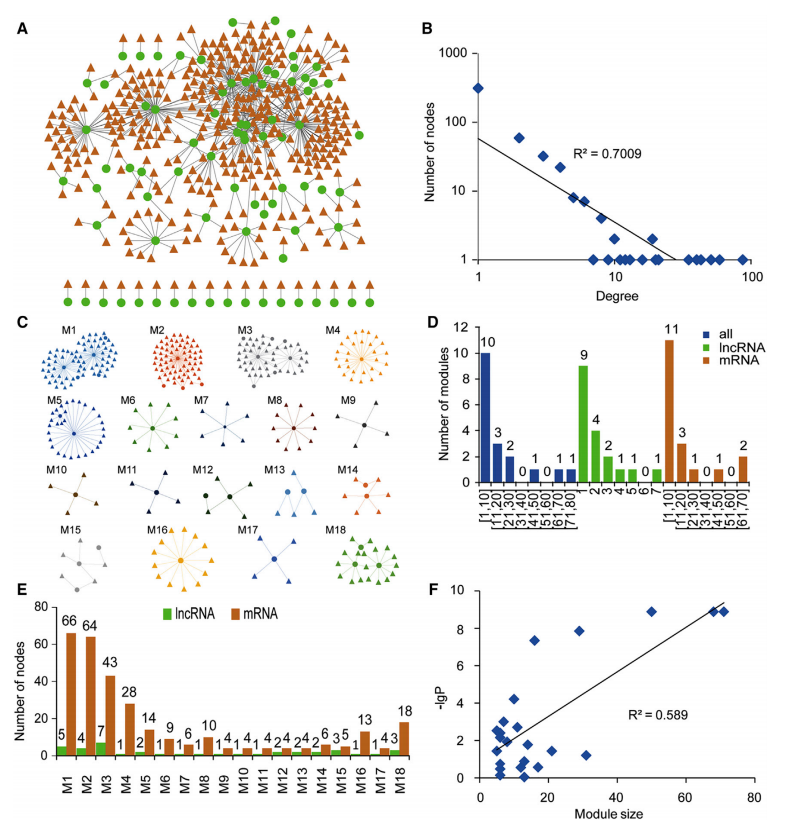 A
B
1000
100
10
1
Number of nodes
R² = 0.7009
1
10
100
Degree
C
M1
M2
M3
M4
M5
M6
M7
M8
M9
M10
M11
M12
M13
M14
M15
M16
M17
M18
D
12
10
8
6
4
2
0
Number of modules
all
lncRNA
mRNA
10
3
2
0
1
0
1
1
9
4
2
1
1
0
1
11
3
1
0
1
0
2
[1,10]
[11,20]
[21,30]
[31,40]
[41,50]
[51,60]
[61,70]
[71,80]
1
2
3
4
5
6
7
[1,10]
[11,20]
[21,30]
[31,40]
[41,50]
[51,60]
[61,70]
E
80
60
40
20
0
Number of nodes
lncRNA
mRNA
5 66 4 64 7 43 1 28 2 14 1 9 1 6 1 10 1 4 1 4 1 4 2 4 2 4 2 6 3 5 1 13 1 4 3 18
M1 M2 M3 M4 M5 M6 M7 M8 M9 M10 M11 M12 M13 M14 M15 M16 M17 M18
F
10
8
6
4
2
0
-lgP
R² = 0.589
0 20 40 60 80
Module size